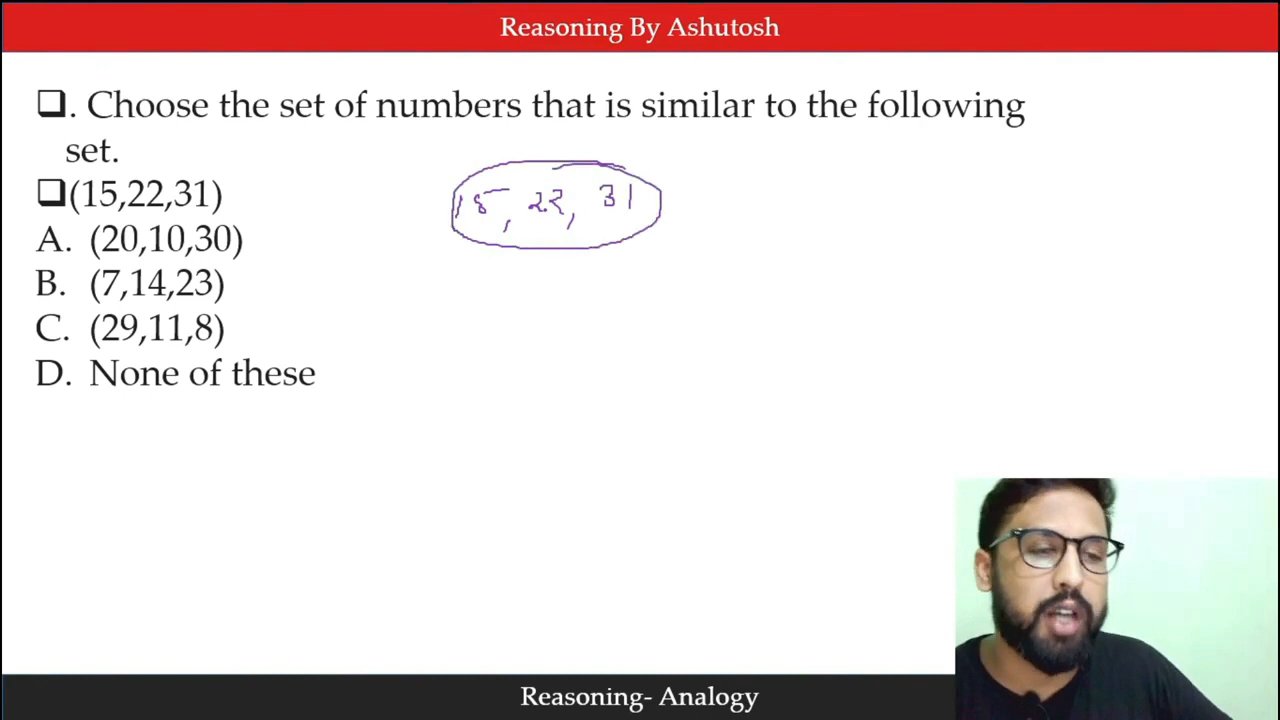 Reasoning By Ashutosh
❑. Choose the set of numbers that is similar to the following
set.
❑(15,22,31)
15, 22, 31
A. (20,10,30)
B. (7,14,23)
C. (29,11,8)
D. None of these
Reasoning- Analogy